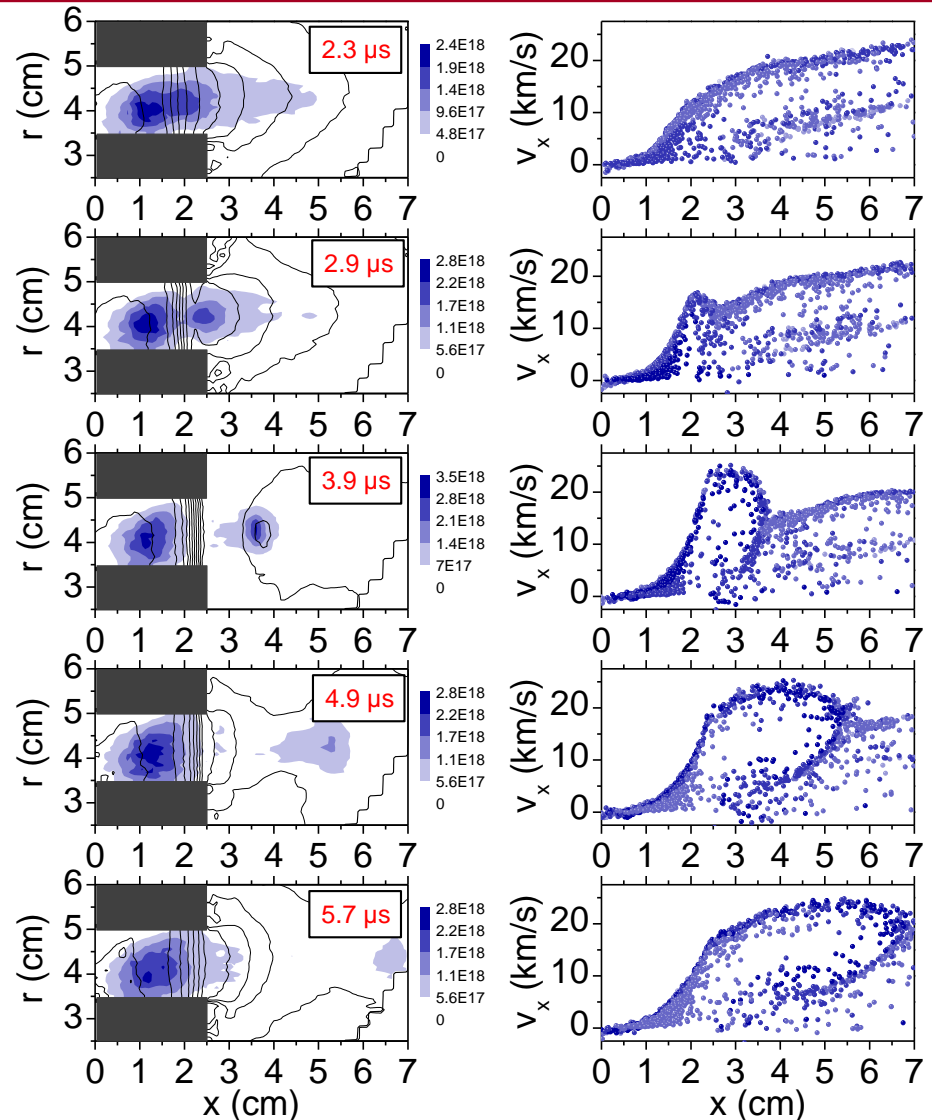 6
5
4
3
r (cm)
2.3 µs
0 1 2 3 4 5 6 7
2.4E18
1.9E18
1.4E18
9.6E17
4.8E17
0
v_x (km/s)
20
10
0
0 1 2 3 4 5 6 7
6
5
4
3
r (cm)
2.9 µs
0 1 2 3 4 5 6 7
2.8E18
2.2E18
1.7E18
1.1E18
5.6E17
0
v_x (km/s)
20
10
0
0 1 2 3 4 5 6 7
6
5
4
3
r (cm)
3.9 µs
0 1 2 3 4 5 6 7
3.5E18
2.8E18
2.1E18
1.4E18
7E17
0
v_x (km/s)
20
10
0
0 1 2 3 4 5 6 7
6
5
4
3
r (cm)
4.9 µs
0 1 2 3 4 5 6 7
2.8E18
2.2E18
1.7E18
1.1E18
5.6E17
0
v_x (km/s)
20
10
0
0 1 2 3 4 5 6 7
6
5
4
3
r (cm)
5.7 µs
0 1 2 3 4 5 6 7
x (cm)
2.8E18
2.2E18
1.7E18
1.1E18
5.6E17
0
v_x (km/s)
20
10
0
0 1 2 3 4 5 6 7
x (cm)